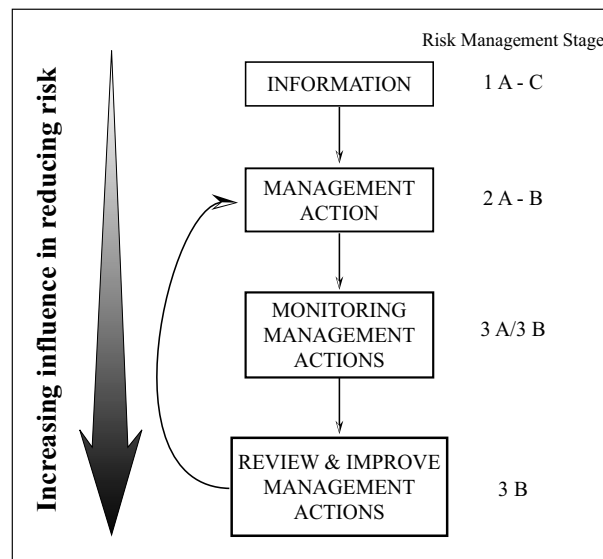 Risk Management Stage
INFORMATION
1 A - C
MANAGEMENT
ACTION
2 A - B
MONITORING
MANAGEMENT
ACTIONS
3 A/3 B
REVIEW & IMPROVE
MANAGEMENT
ACTIONS
3 B
Increasing influence in reducing risk